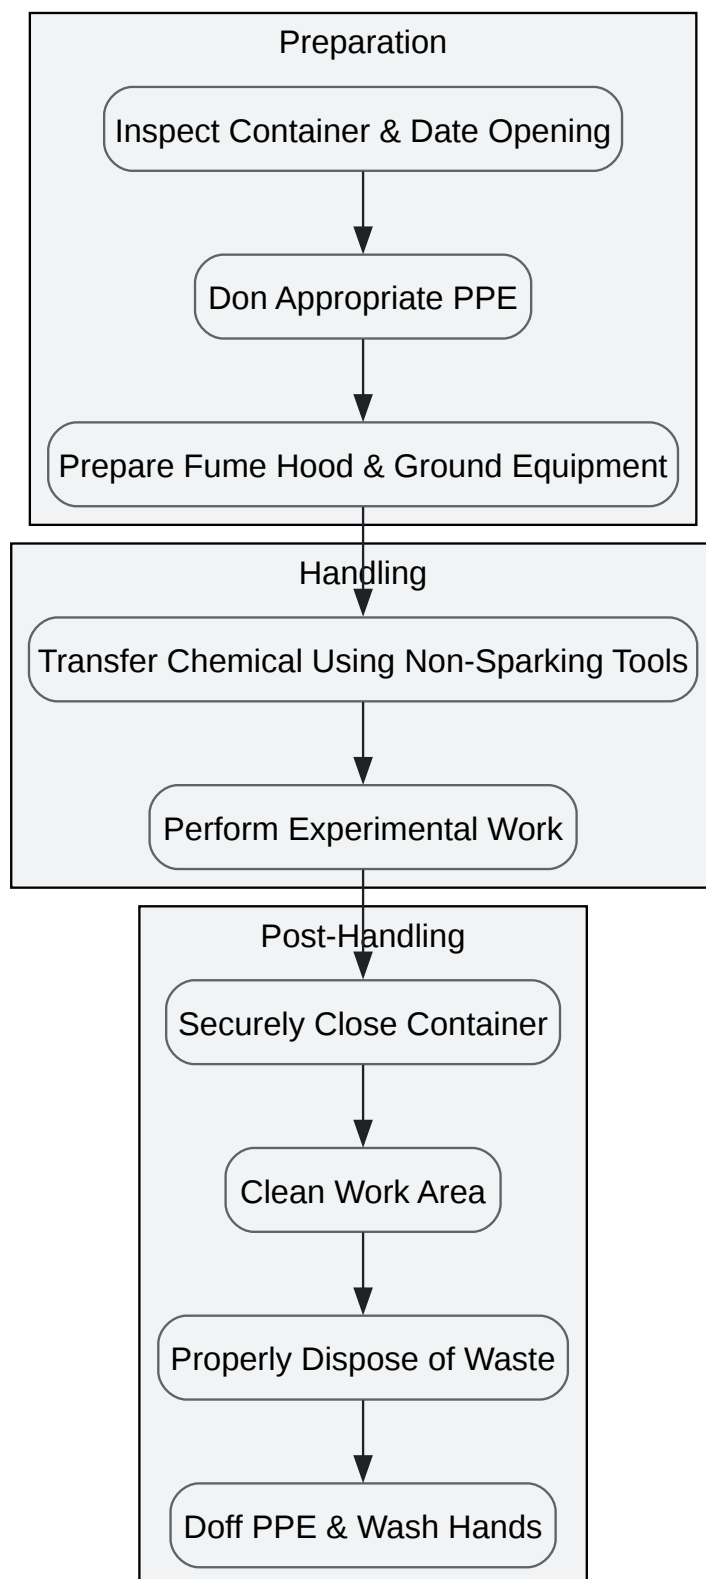 Preparation
Inspect Container & Date Opening
Don Appropriate PPE
Prepare Fume Hood & Ground Equipment
Handling
Transfer Chemical Using Non-Sparking Tools
Perform Experimental Work
Post-Handling
Securely Close Container
Clean Work Area
Properly Dispose of Waste
Doff PPE & Wash Hands